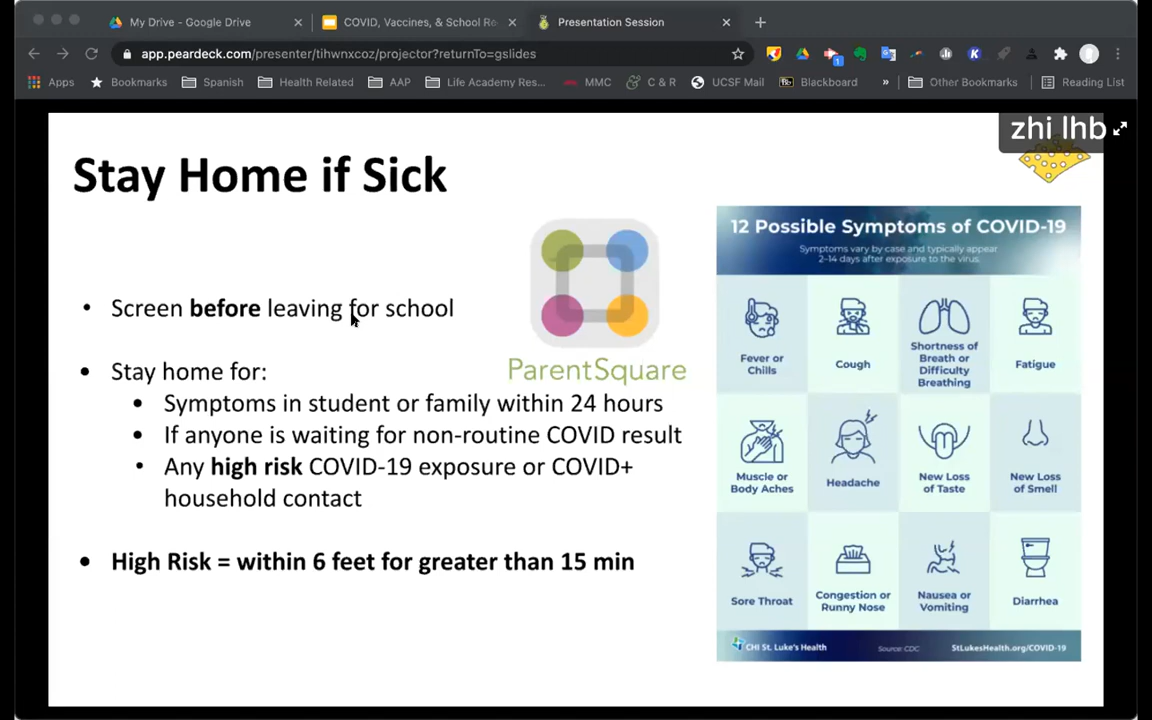 My Drive - Google Drive
COVID, Vaccines, & School Re
Presentation Session
app.peardeck.com/presenter/tihwnxcoz/projector?returnTo=gslides
1
K
Apps
Bookmarks
Spanish
Health Related
AAP
Life Academy Res...
MMC
C & R
UCSF Mail
Blackboard
»
Other Bookmarks
Reading List
zhi lhb
Stay Home if Sick
• Screen before leaving for school
• Stay home for:
• Symptoms in student or family within 24 hours
• If anyone is waiting for non-routine COVID result
• Any high risk COVID-19 exposure or COVID+
household contact
• High Risk = within 6 feet for greater than 15 min
ParentSquare
12 Possible Symptoms of COVID-19
Symptoms vary by case and typically appear
2-14 days after exposure to the virus.
Fever or
Chills
Cough
Shortness of
Breath or
Difficulty
Breathing
Fatigue
Muscle or
Body Aches
Headache
New Loss
of Taste
New Loss
of Smell
Sore Throat
Congestion or
Runny Nose
Nausea or
Vomiting
Diarrhea
CHI St. Luke's Health
Source: CDC
StLukesHealth.org/COVID-19